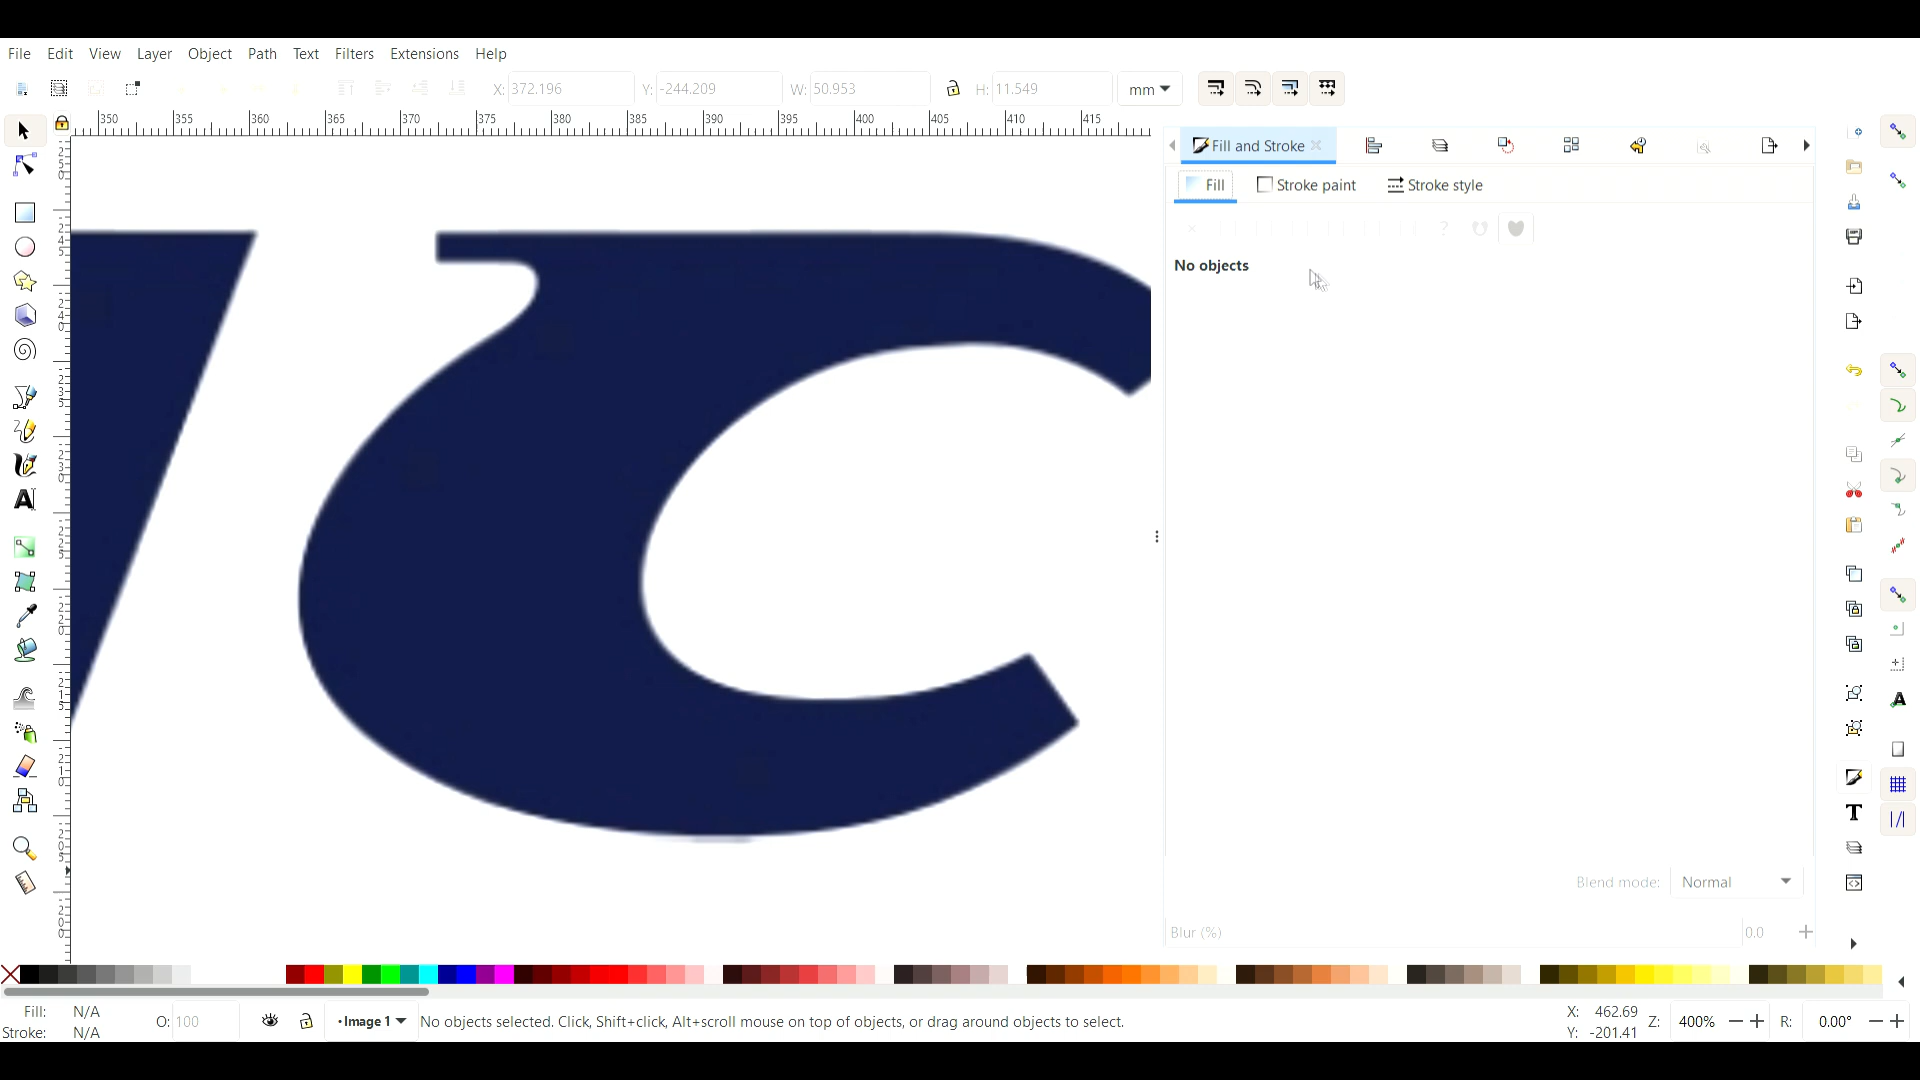 File Edit View Layer Object Path Text Filters Extensions Help
X: 372.196 Y: -244.209 W: 50.953 H: 11.549 mm
350 355 360 365 370 375 380 385 390 395 400 405 410 415
Fill and Stroke
Fill Stroke paint Stroke style
?
No objects
Blend mode: Normal
Blur (%) 0.0
Fill: N/A
Stroke: N/A
O: 100
•Image 1
No objects selected. Click, Shift+click, Alt+scroll mouse on top of objects, or drag around objects to select.
X: 462.69
Y: -201.41
Z: 400%
R: 0.00°